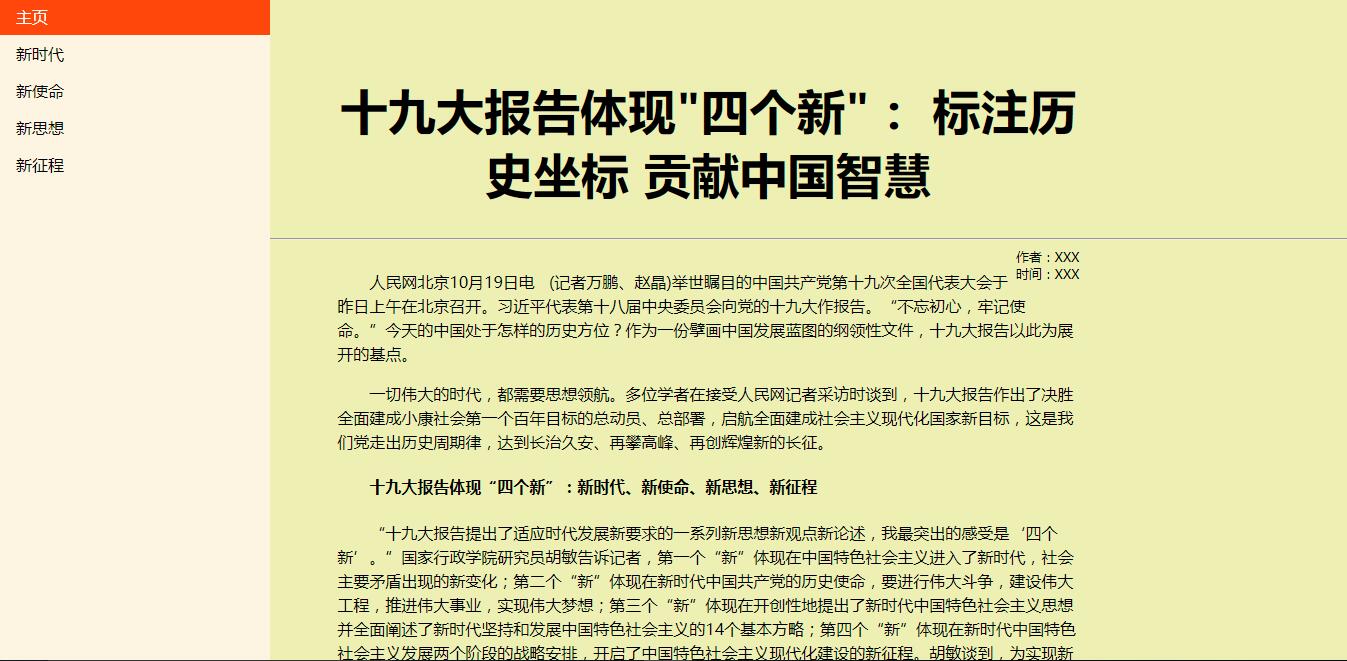 主页
新时代
新使命
新思想
新征程
十九大报告体现"四个新"： 标注历
史坐标 贡献中国智慧
作者：XXX
时间：XXX
人民网北京10月19日电 (记者万鹏、赵晶)举世瞩目的中国共产党第十九次全国代表大会于
昨日上午在北京召开。习近平代表第十八届中央委员会向党的十九大作报告。“不忘初心，牢记使
命。”今天的中国处于怎样的历史方位？作为一份擘画中国发展蓝图的纲领性文件，十九大报告以此为展
开的基点。
一切伟大的时代，都需要思想领航。多位学者在接受人民网记者采访时谈到，十九大报告作出了决胜
全面建成小康社会第一个百年目标的总动员、总部署，启航全面建成社会主义现代化国家新目标，这是我
们党走出历史周期律，达到长治久安、再攀高峰、再创辉煌新的长征。
十九大报告体现“四个新”：新时代、新使命、新思想、新征程
“十九大报告提出了适应时代发展新要求的一系列新思想新观点新论述，我最突出的感受是‘四个
新’。”国家行政学院研究员胡敏告诉记者，第一个“新”体现在中国特色社会主义进入了新时代，社会
主要矛盾出现的新变化；第二个“新”体现在新时代中国共产党的历史使命，要进行伟大斗争，建设伟大
工程，推进伟大事业，实现伟大梦想；第三个“新”体现在开创性地提出了新时代中国特色社会主义思想
并全面阐述了新时代坚持和发展中国特色社会主义的14个基本方略；第四个“新”体现在新时代中国特色
社会主义发展两个阶段的战略安排，开启了中国特色社会主义现代化建设的新征程。胡敏谈到，为实现新